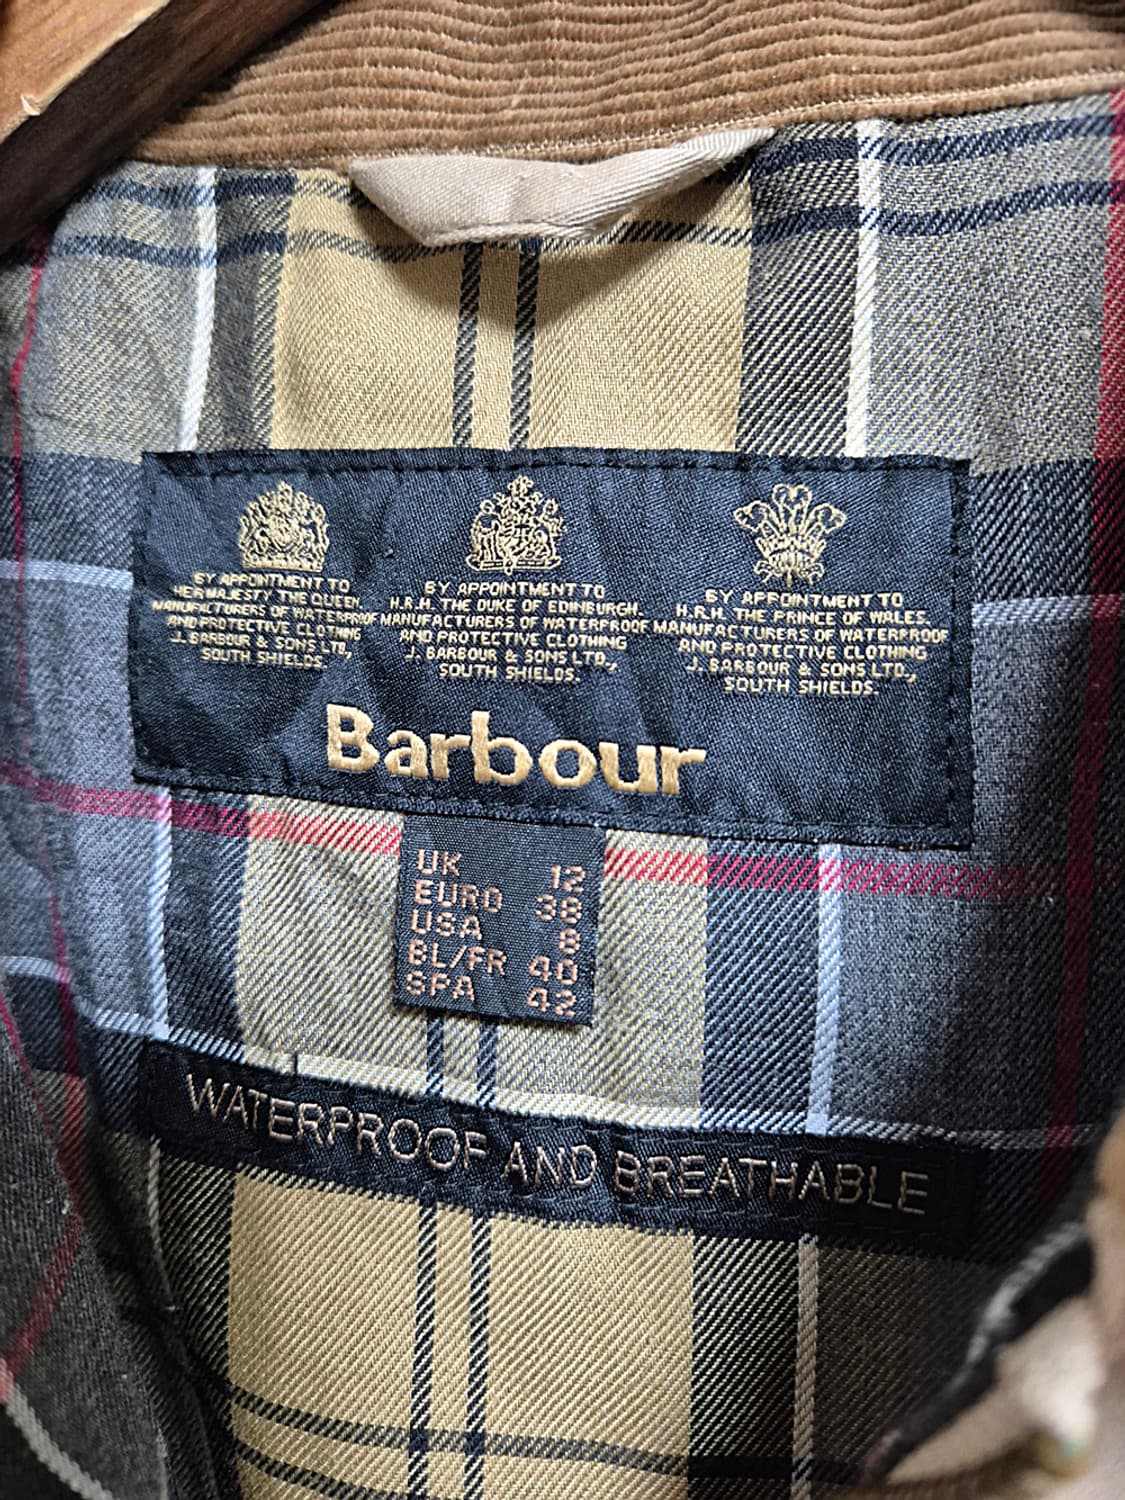 BY APPOINTMENT TO
HER MAJESTY THE QUEEN.
MANUFACTURERS OF WATERPROOF
AND PROTECTIVE CLOTHING
J. BARBOUR & SONS LTD.,
SOUTH SHIELDS.
BY APPOINTMENT TO
H.R.H. THE DUKE OF EDINBURGH.
MANUFACTURERS OF WATERPROOF
AND PROTECTIVE CLOTHING
J. BARBOUR & SONS LTD.,
SOUTH SHIELDS.
BY APPOINTMENT TO
H.R.H. THE PRINCE OF WALES.
MANUFACTURERS OF WATERPROOF
AND PROTECTIVE CLOTHING
J. BARBOUR & SONS LTD.,
SOUTH SHIELDS.
Barbour
UK 12
EURO 38
USA 8
BL/FR 40
SPA 42
WATERPROOF AND BREATHABLE